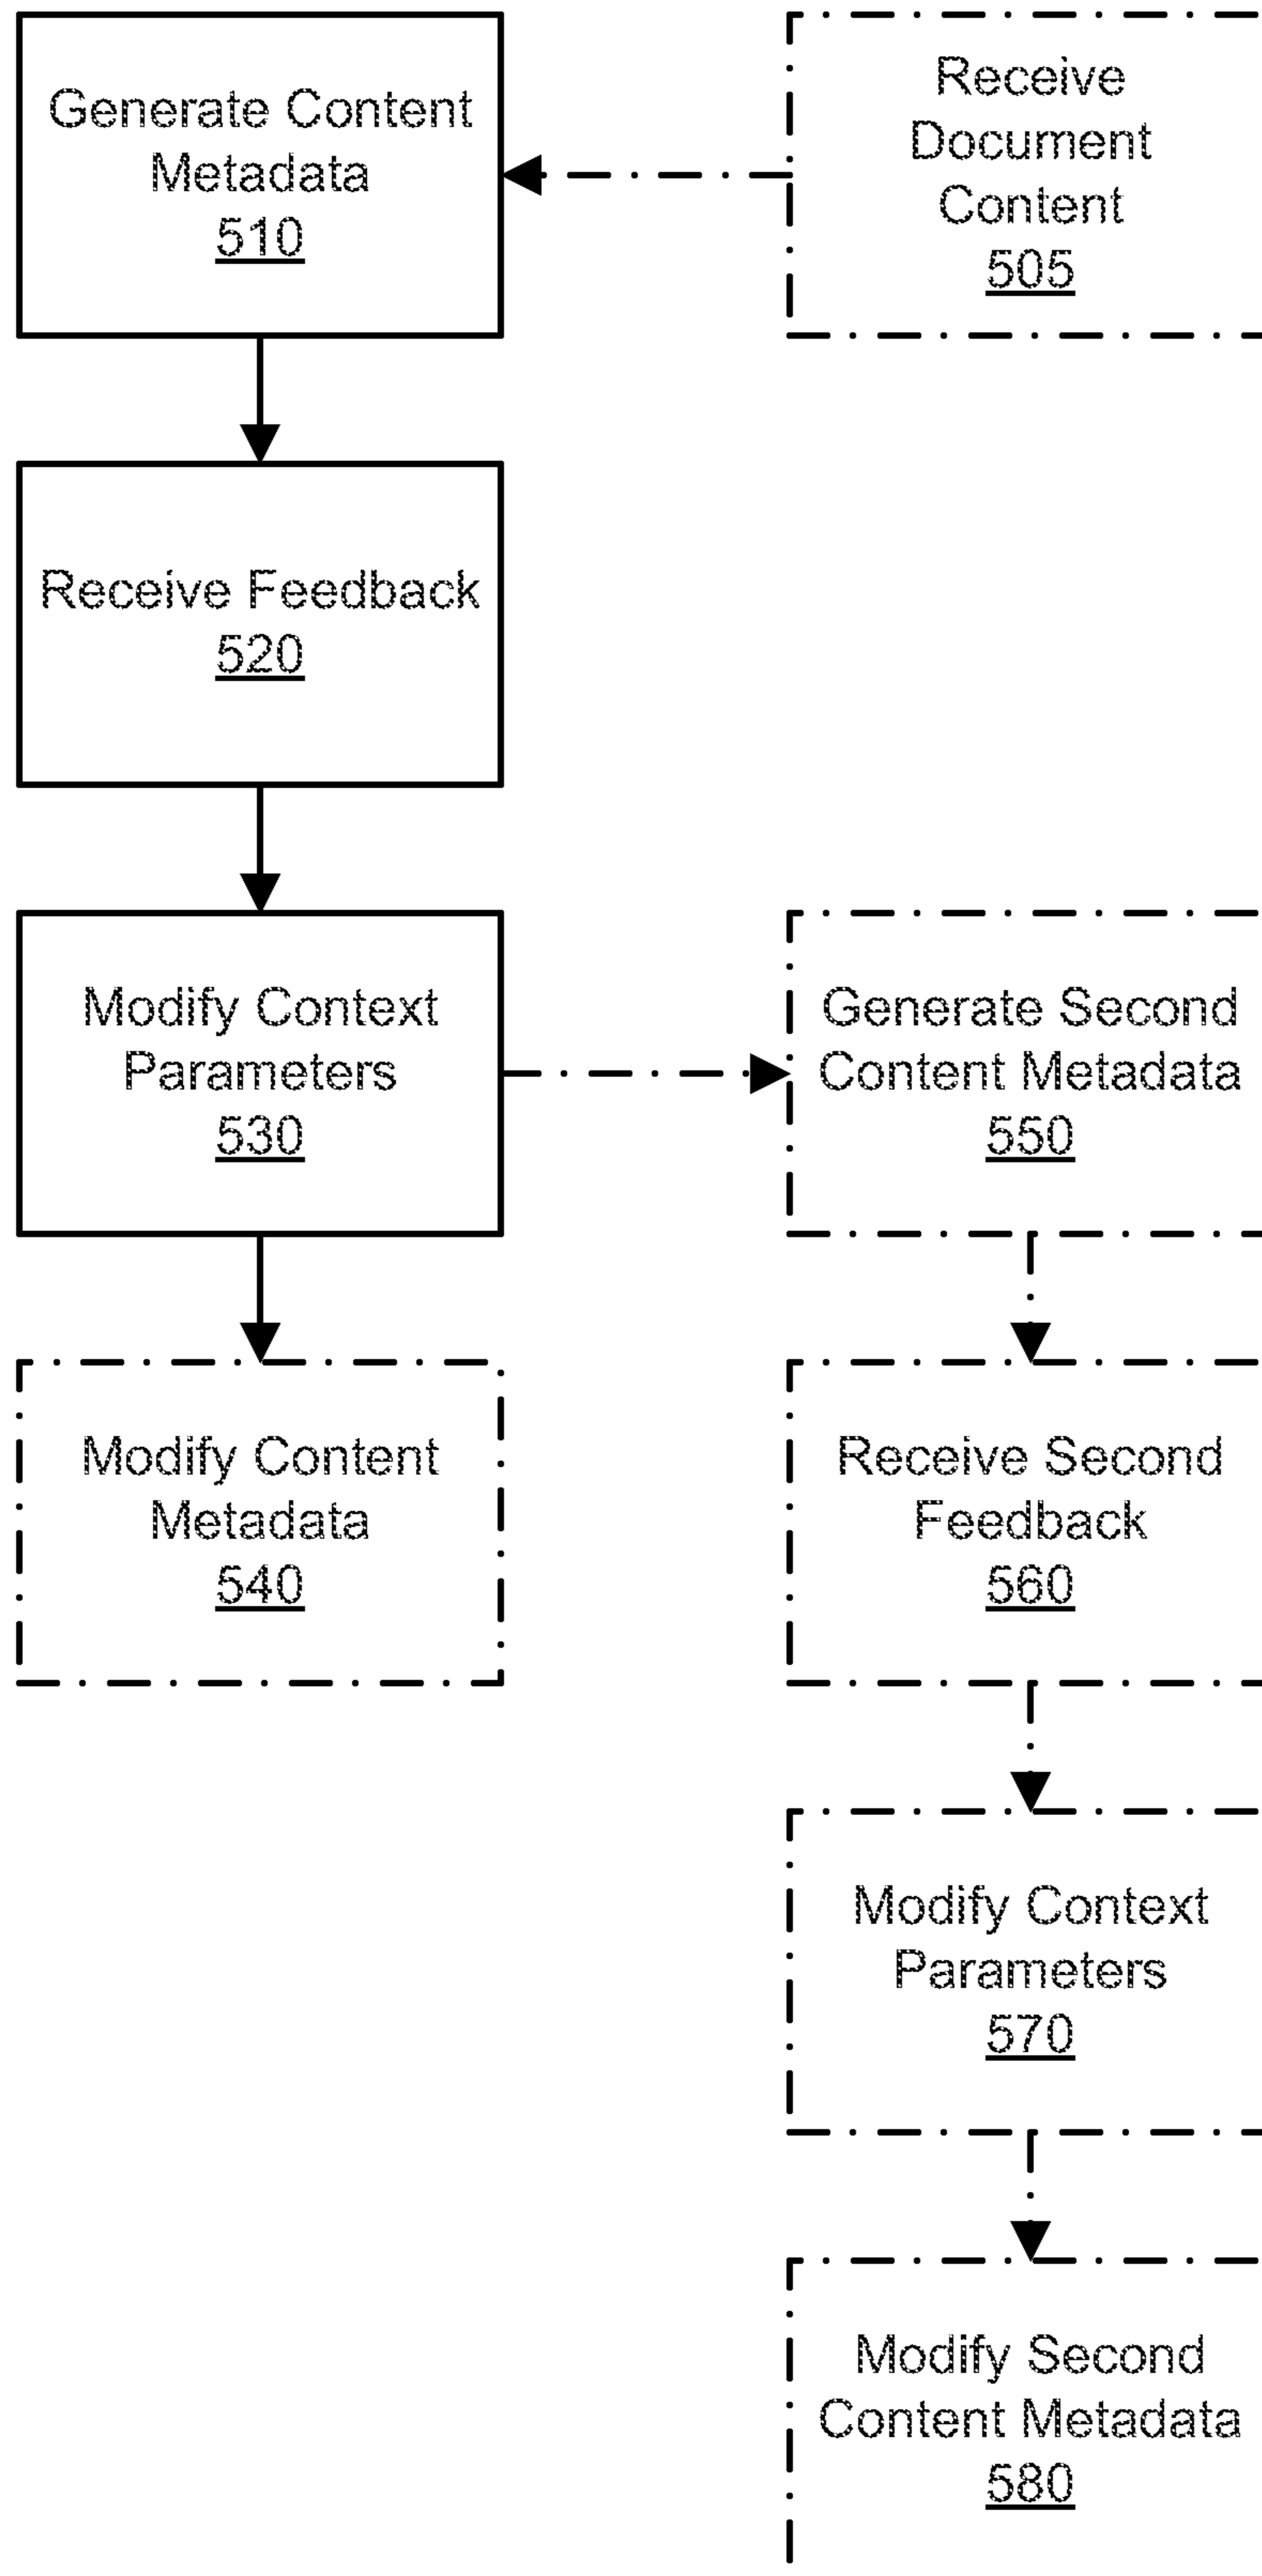 Generate Content
Metadata
510
Receive
Document
Content
505
Receive Feedback
520
Modify Context
Parameters
530
Generate Second
Content Metadata
550
Modify Content
Metadata
540
Receive Second
Feedback
560
Modify Context
Parameters
570
Modify Second
Content Metadata
580